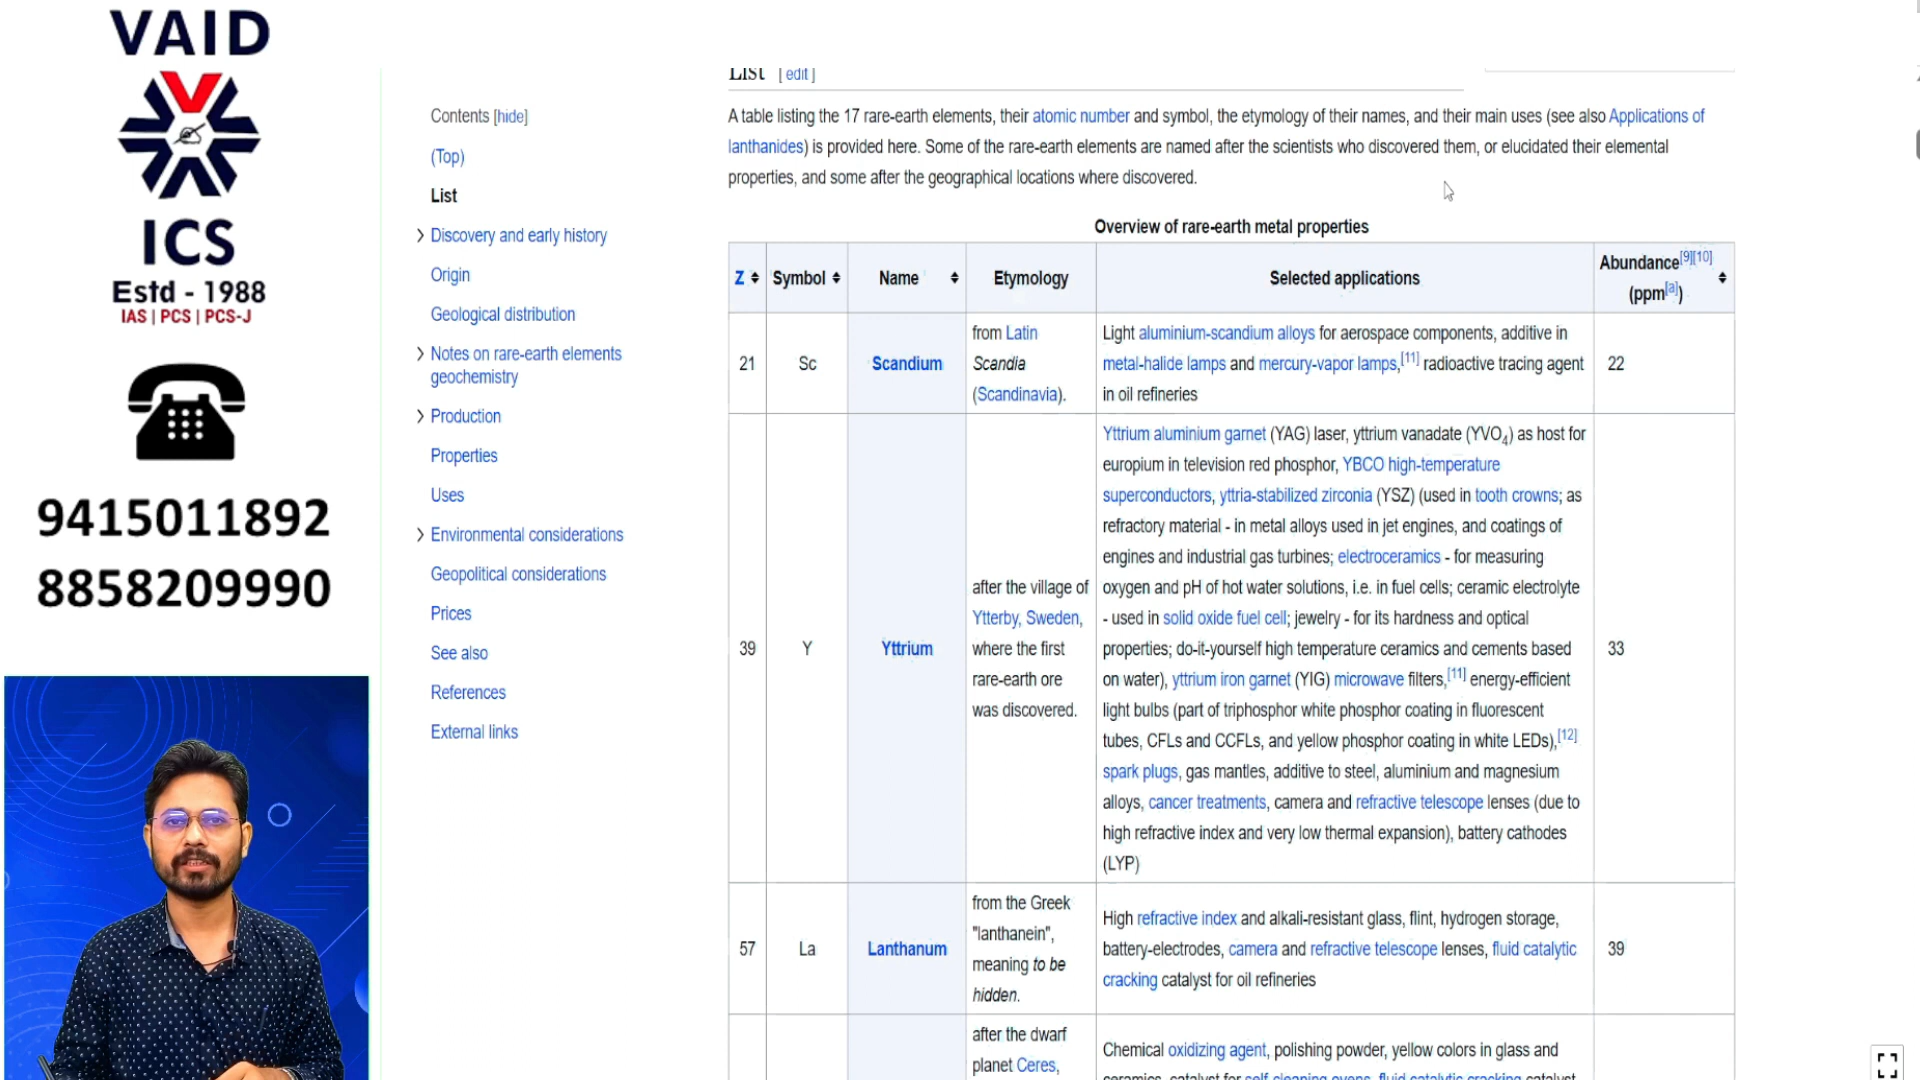 VAID
ICS
Estd - 1988
IAS | PCS | PCS-J
9415011892
8858209990
Contents [hide]
(Top)
List
Discovery and early history
Origin
Geological distribution
Notes on rare-earth elements
geochemistry
Production
Properties
Uses
Environmental considerations
Geopolitical considerations
Prices
See also
References
External links
List [ edit ]
A table listing the 17 rare-earth elements, their atomic number and symbol, the etymology of their names, and their main uses (see also Applications of
lanthanides) is provided here. Some of the rare-earth elements are named after the scientists who discovered them, or elucidated their elemental
properties, and some after the geographical locations where discovered.
Overview of rare-earth metal properties
Z Symbol Name Etymology Selected applications Abundance[9][10]
(ppm[a])
21 Sc Scandium
from Latin
Scandia
(Scandinavia).
Light aluminium-scandium alloys for aerospace components, additive in
metal-halide lamps and mercury-vapor lamps,[11] radioactive tracing agent
in oil refineries
22
39 Y Yttrium
after the village of
Ytterby, Sweden,
where the first
rare-earth ore
was discovered.
Yttrium aluminium garnet (YAG) laser, yttrium vanadate (YVO4) as host for
europium in television red phosphor, YBCO high-temperature
superconductors, yttria-stabilized zirconia (YSZ) (used in tooth crowns; as
refractory material - in metal alloys used in jet engines, and coatings of
engines and industrial gas turbines; electroceramics - for measuring
oxygen and pH of hot water solutions, i.e. in fuel cells; ceramic electrolyte
- used in solid oxide fuel cell; jewelry - for its hardness and optical
properties; do-it-yourself high temperature ceramics and cements based
on water), yttrium iron garnet (YIG) microwave filters,[11] energy-efficient
light bulbs (part of triphosphor white phosphor coating in fluorescent
tubes, CFLs and CCFLs, and yellow phosphor coating in white LEDs),[12]
spark plugs, gas mantles, additive to steel, aluminium and magnesium
alloys, cancer treatments, camera and refractive telescope lenses (due to
high refractive index and very low thermal expansion), battery cathodes
(LYP)
33
57 La Lanthanum
from the Greek
"lanthanein",
meaning to be
hidden.
High refractive index and alkali-resistant glass, flint, hydrogen storage,
battery-electrodes, camera and refractive telescope lenses, fluid catalytic
cracking catalyst for oil refineries
39
after the dwarf
planet Ceres,
Chemical oxidizing agent, polishing powder, yellow colors in glass and
ceramics, catalyst for self-cleaning ovens, fluid catalytic cracking catalyst